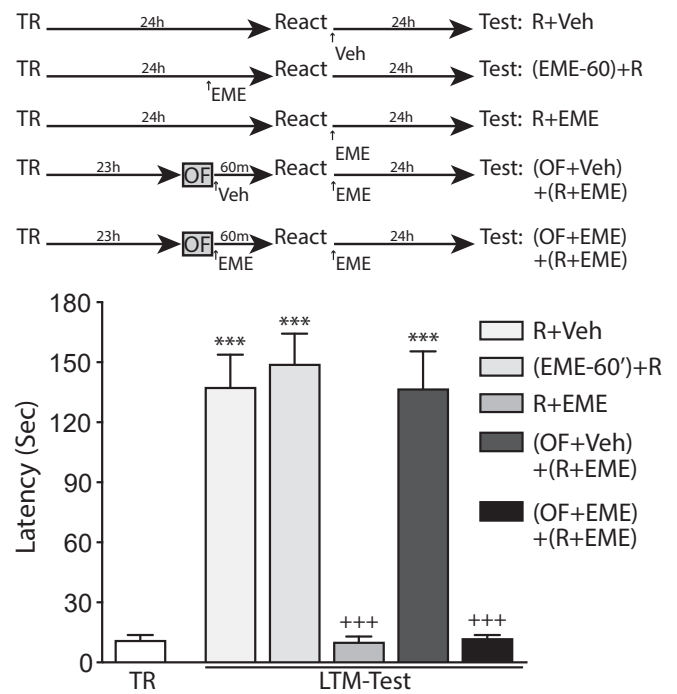 TR 24h React 24h Test: R+Veh
↑Veh
TR 24h React 24h Test: (EME-60)+R
↑EME
TR 24h React 24h Test: R+EME
↑EME
TR 23h OF 60m React 24h Test: (OF+Veh)
↑Veh ↑EME +(R+EME)
TR 23h OF 60m React 24h Test: (OF+EME)
↑EME ↑EME +(R+EME)
Latency (Sec)
180
150
120
90
60
30
0
***
***
+++
***
+++
TR
LTM-Test
R+Veh
(EME-60')+R
R+EME
(OF+Veh)
+(R+EME)
(OF+EME)
+(R+EME)